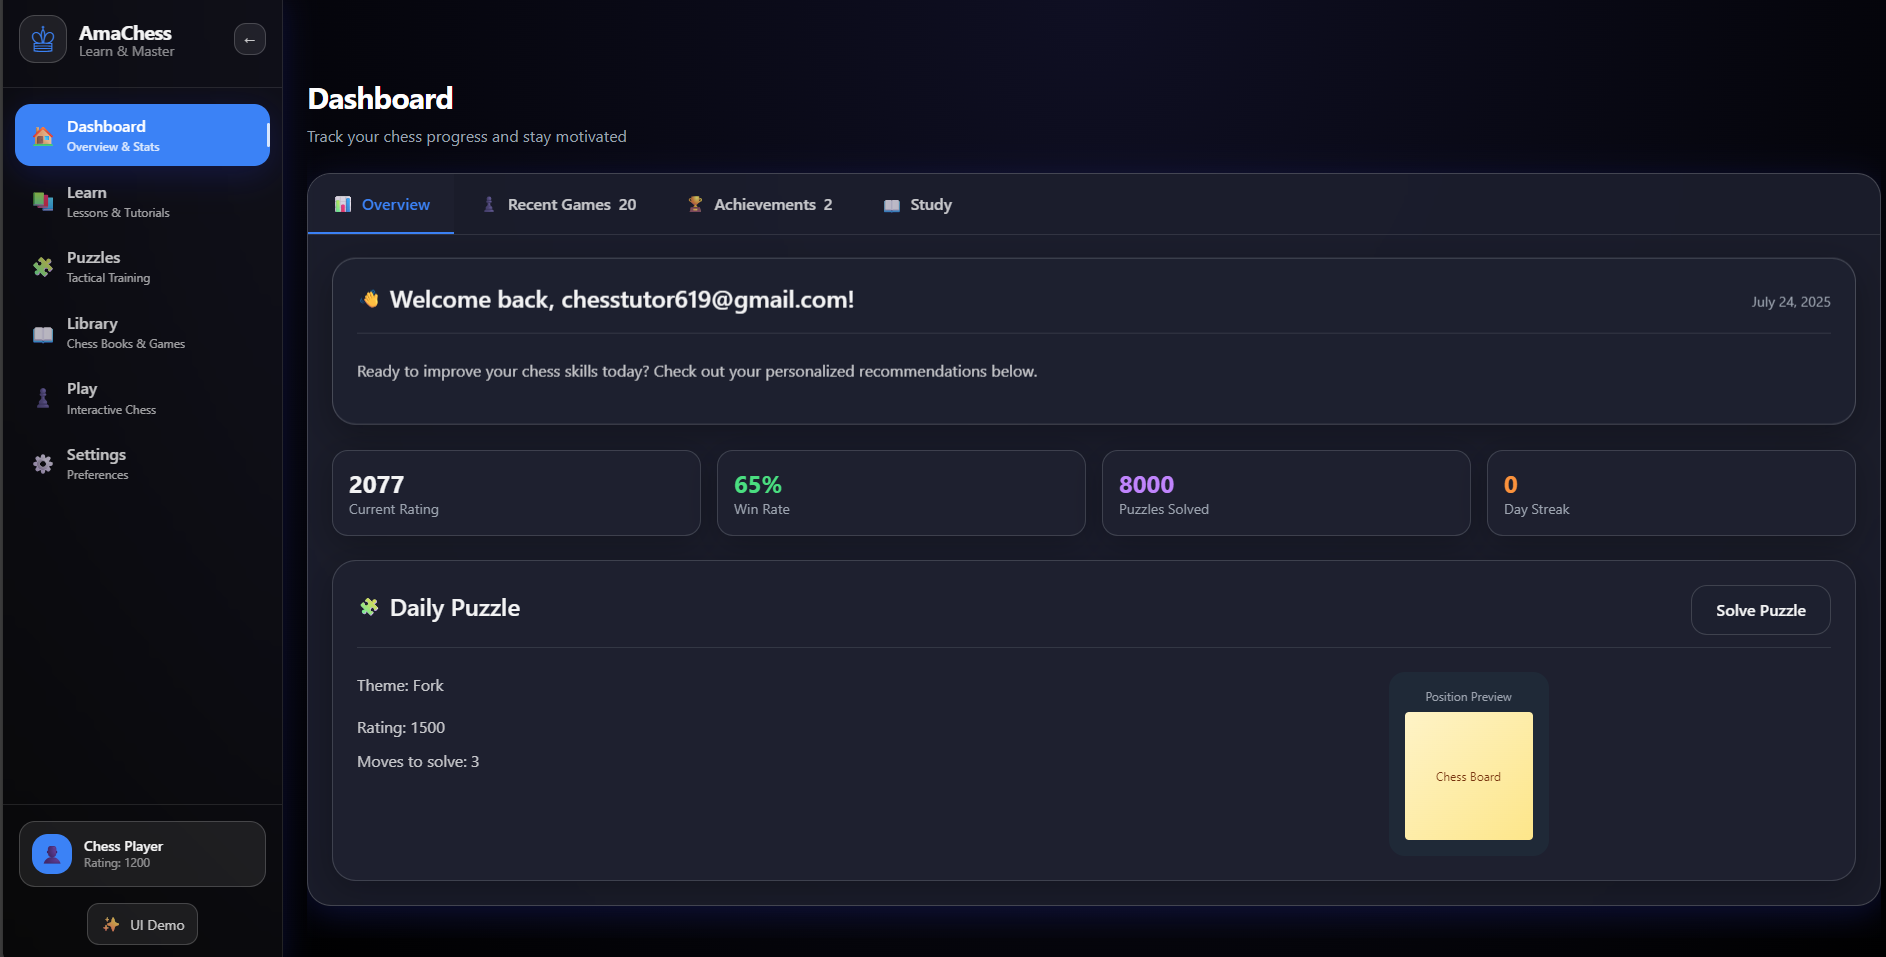 AmaChess
Learn & Master
←
Dashboard
Overview & Stats
Learn
Lessons & Tutorials
Puzzles
Tactical Training
Library
Chess Books & Games
Play
Interactive Chess
Settings
Preferences
Chess Player
Rating: 1200
UI Demo
Dashboard
Track your chess progress and stay motivated
Overview
Recent Games 20
Achievements 2
Study
Welcome back, chesstutor619@gmail.com!
July 24, 2025
Ready to improve your chess skills today? Check out your personalized recommendations below.
2077
Current Rating
65%
Win Rate
8000
Puzzles Solved
0
Day Streak
Daily Puzzle
Solve Puzzle
Theme: Fork
Rating: 1500
Moves to solve: 3
Position Preview
Chess Board